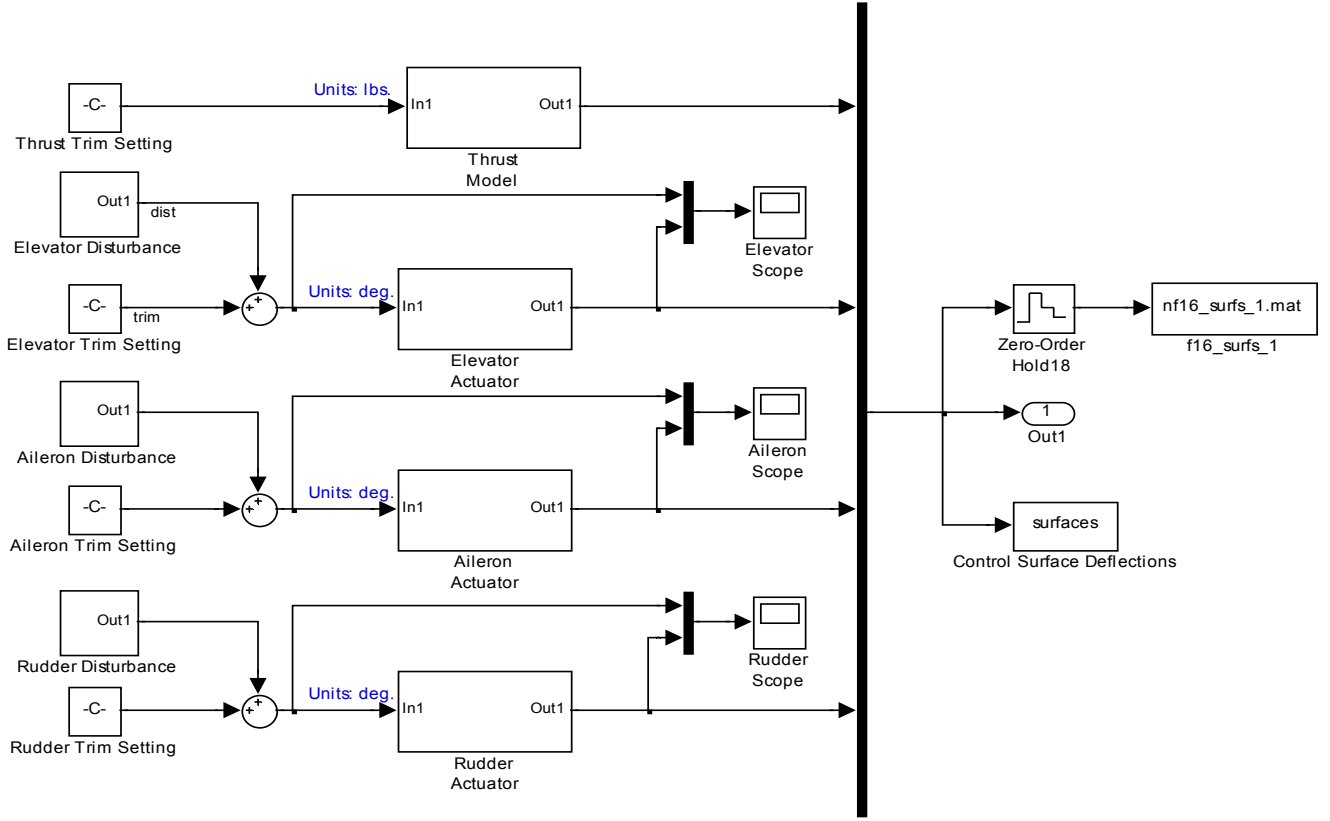 Units: lbs.
-C-
In1
Out1
Thrust Trim Setting
Thrust
Model
Out1
dist
Elevator Disturbance
Elevator
Scope
Units: deg.
-C-
trim
+
+
In1
Out1
Elevator Trim Setting
Elevator
Actuator
nf16_surfs_1.mat
Zero-Order
Hold18
f16_surfs_1
Out1
Aileron Disturbance
Aileron
Scope
1
Out1
Units: deg.
-C-
+
+
In1
Out1
Aileron Trim Setting
Aileron
Actuator
surfaces
Control Surface Deflections
Out1
Rudder Disturbance
Rudder
Scope
Units: deg.
-C-
+
+
In1
Out1
Rudder Trim Setting
Rudder
Actuator